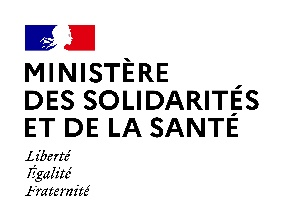 MINISTÈRE
DES SOLIDARITÉS
ET DE LA SANTÉ
Liberté
Égalité
Fraternité